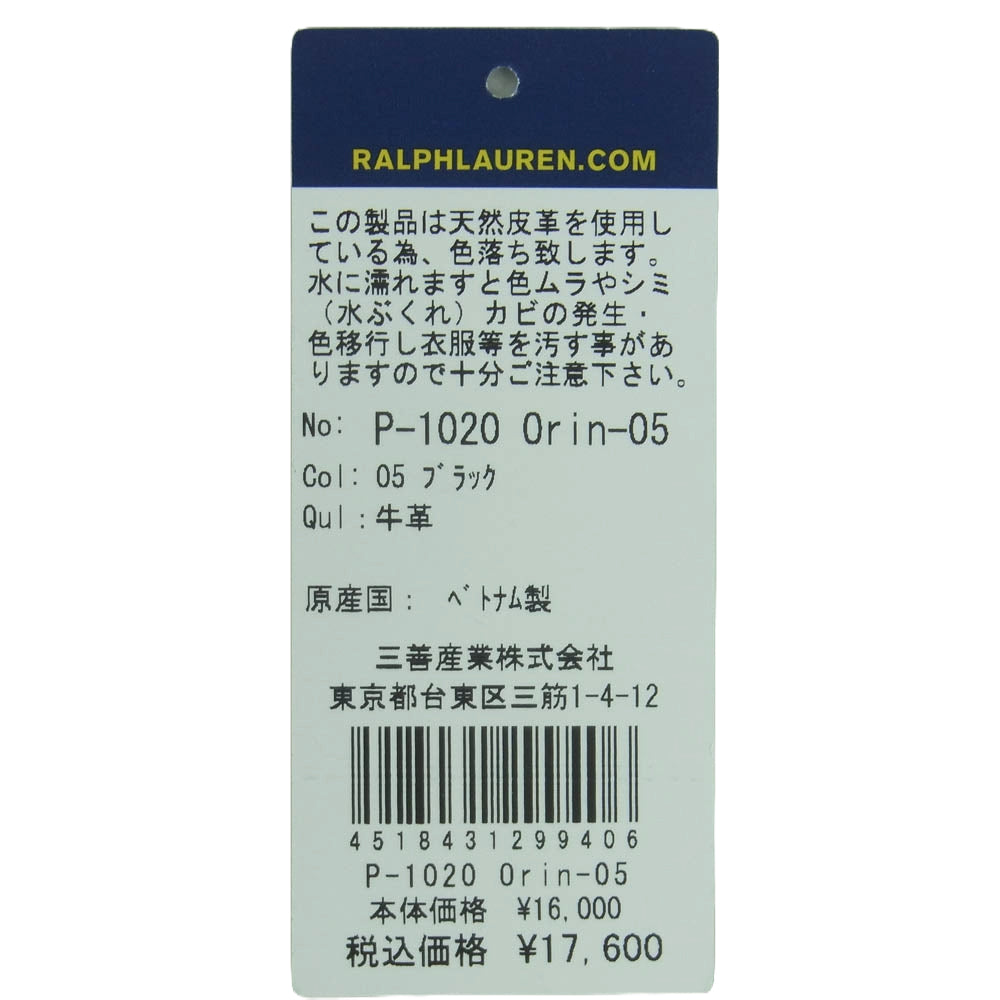 RALPHLAUREN.COM
この製品は天然皮革を使用し
ている為、色落ち致します。
水に濡れますと色ムラやシミ
（水ぶくれ）カビの発生・
色移行し衣服等を汚す事があ
りますので十分ご注意下さい。
No: P-1020 Orin-05
Col: 05 ﾌﾞﾗｯｸ
Qul：牛革
原産国： ﾍﾞﾄﾅﾑ製
三善産業株式会社
東京都台東区三筋1-4-12
4518431299406
P-1020 Orin-05
本体価格 ¥16,000
税込価格 ¥17,600